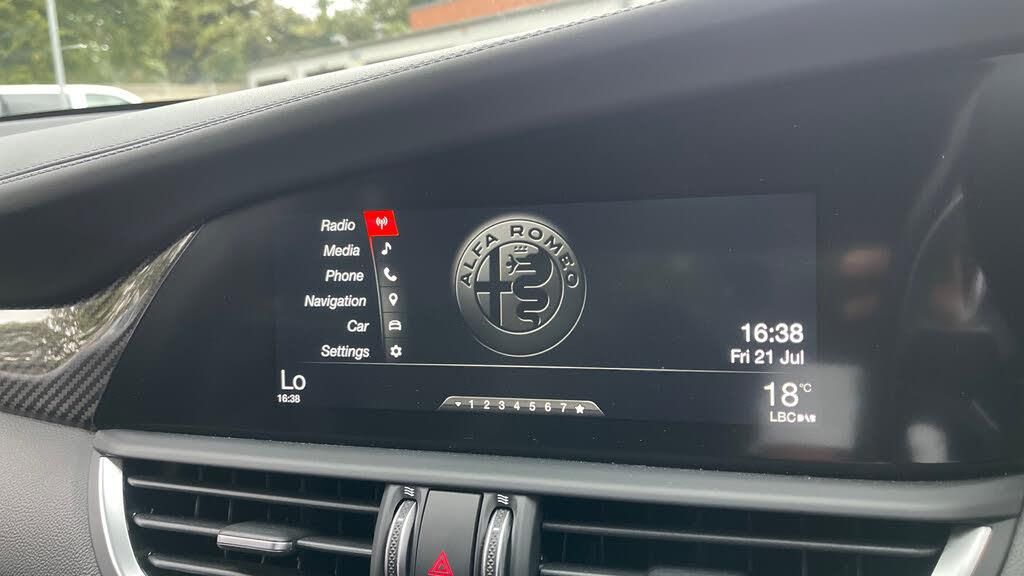 Radio
Media
Phone
Navigation
Car
Settings
ALFA ROMEO
16:38
Fri 21 Jul
Lo
16:38
1 2 3 4 5 6 7
18°C
LBC DAB